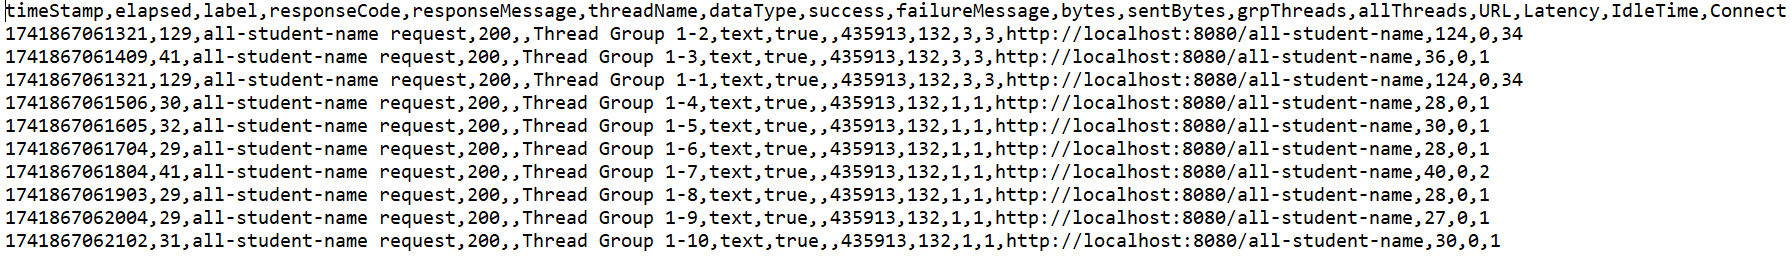 timeStamp,elapsed,label,responseCode,responseMessage,threadName,dataType,success,failureMessage,bytes,sentBytes,grpThreads,allThreads,URL,Latency,IdleTime,Connect
1741867061321,129,all-student-name request,200,,Thread Group 1-2,text,true,,435913,132,3,3,http://localhost:8080/all-student-name,124,0,34
1741867061409,41,all-student-name request,200,,Thread Group 1-3,text,true,,435913,132,3,3,http://localhost:8080/all-student-name,36,0,1
1741867061321,129,all-student-name request,200,,Thread Group 1-1,text,true,,435913,132,3,3,http://localhost:8080/all-student-name,124,0,34
1741867061506,30,all-student-name request,200,,Thread Group 1-4,text,true,,435913,132,1,1,http://localhost:8080/all-student-name,28,0,1
1741867061605,32,all-student-name request,200,,Thread Group 1-5,text,true,,435913,132,1,1,http://localhost:8080/all-student-name,30,0,1
1741867061704,29,all-student-name request,200,,Thread Group 1-6,text,true,,435913,132,1,1,http://localhost:8080/all-student-name,28,0,1
1741867061804,41,all-student-name request,200,,Thread Group 1-7,text,true,,435913,132,1,1,http://localhost:8080/all-student-name,40,0,2
1741867061903,29,all-student-name request,200,,Thread Group 1-8,text,true,,435913,132,1,1,http://localhost:8080/all-student-name,28,0,1
1741867062004,29,all-student-name request,200,,Thread Group 1-9,text,true,,435913,132,1,1,http://localhost:8080/all-student-name,27,0,1
1741867062102,31,all-student-name request,200,,Thread Group 1-10,text,true,,435913,132,1,1,http://localhost:8080/all-student-name,30,0,1